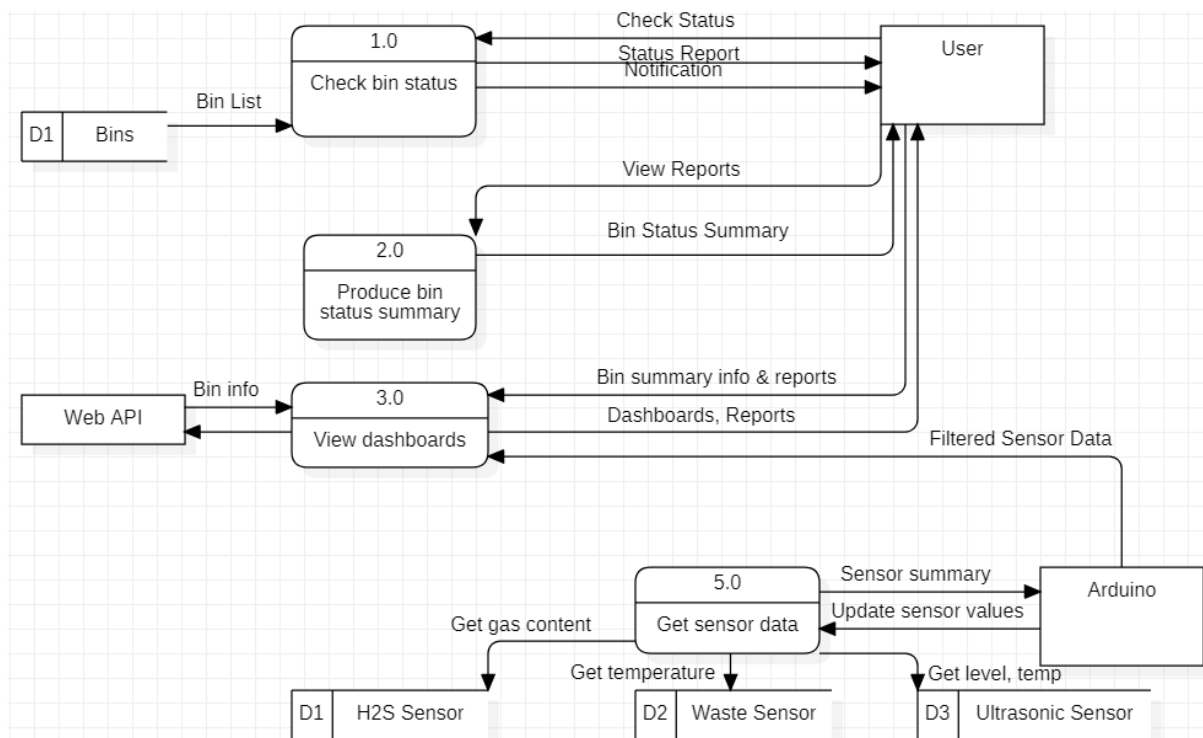 Check Status
1.0
User
Status Report
Notification
Check bin status
Bin List
D1
Bins
View Reports
Bin Status Summary
2.0
Produce bin
status summary
Bin summary info & reports
Bin info
3.0
Web API
Dashboards, Reports
View dashboards
Filtered Sensor Data
5.0
Sensor summary
Arduino
Update sensor values
Get gas content
Get sensor data
Get temperature
Get level, temp
D1
H2S Sensor
D2
Waste Sensor
D3
Ultrasonic Sensor